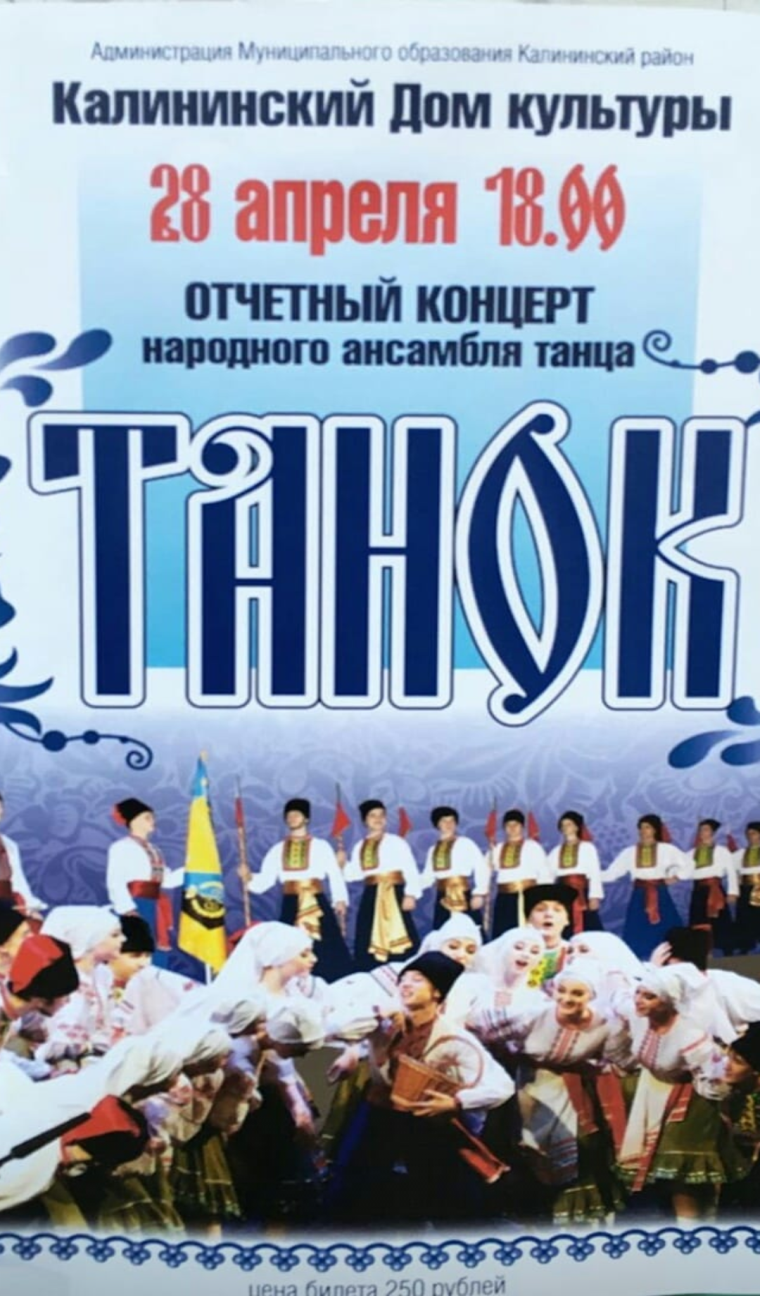 Администрация Муниципального образования Калининский район
Калининский Дом культуры
28 апреля 18.00
ОТЧЕТНЫЙ КОНЦЕРТ
народного ансамбля танца
ТАНОК
цена билета 250 рублей